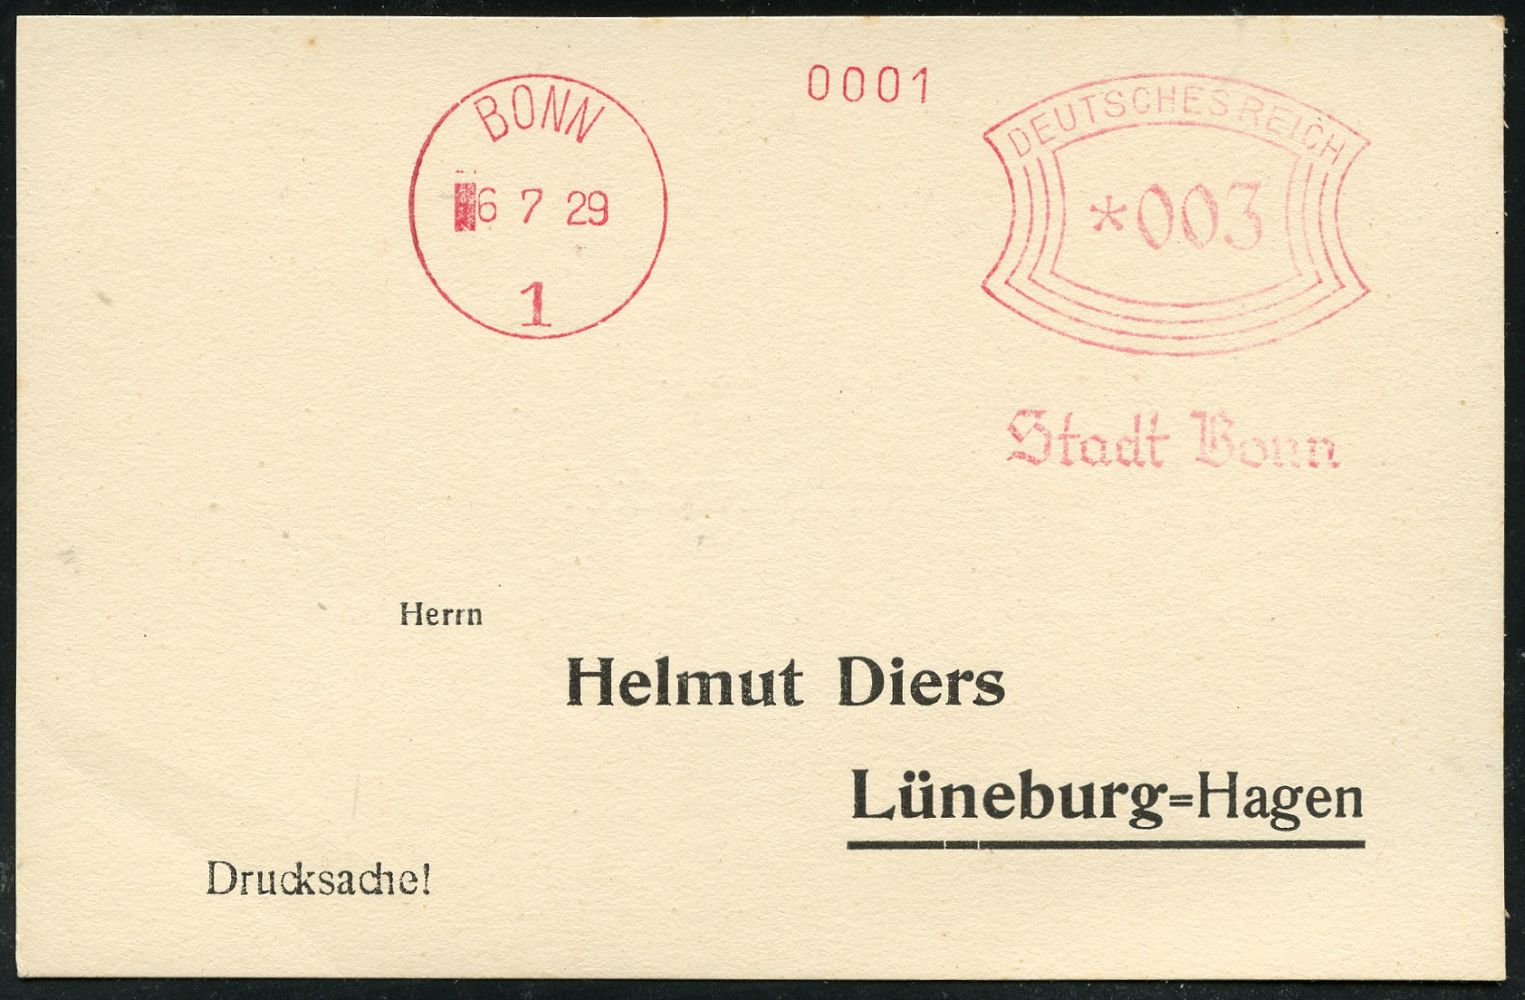 BONN
6 7 29
1
0001
DEUTSCHES REICH
*003
Stadt Bonn
Herrn
Helmut Diers
Lüneburg=Hagen
Drucksache!